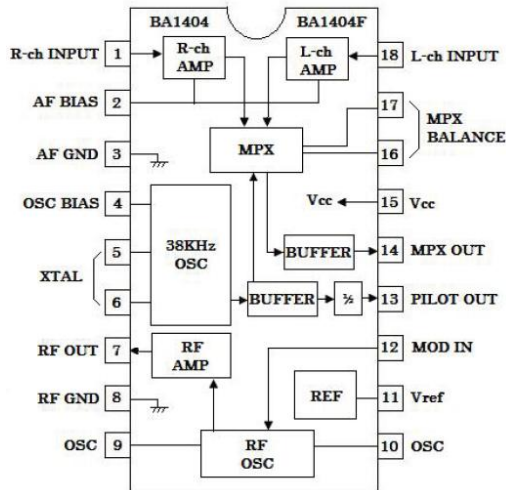 BA1404 BA1404F
R-ch INPUT 1 R-ch AMP L-ch AMP 18 L-ch INPUT
AF BIAS 2 17
MPX BALANCE
AF GND 3 MPX 16
OSC BIAS 4 Vcc 15 Vcc
XTAL 5 38KHz OSC BUFFER 14 MPX OUT
6 BUFFER ½ 13 PILOT OUT
RF OUT 7 RF AMP 12 MOD IN
RF GND 8 REF 11 Vref
OSC 9 RF OSC 10 OSC